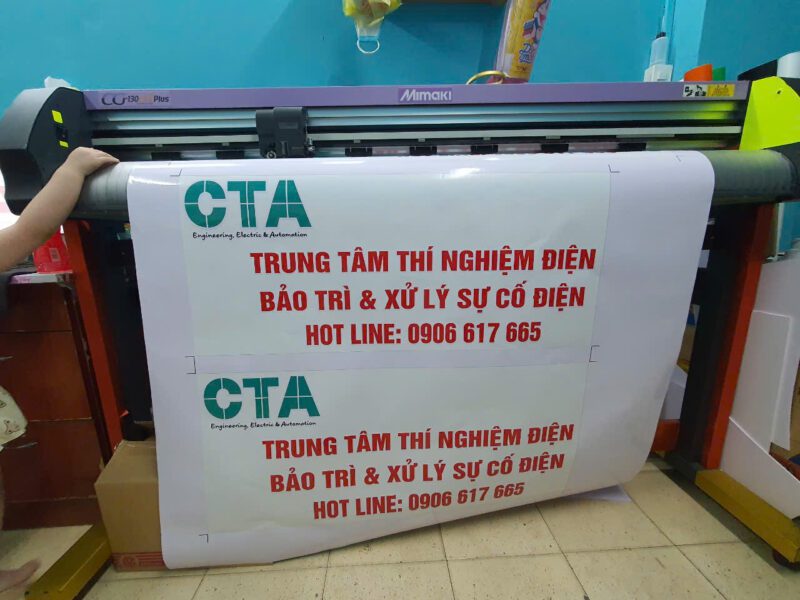 CG 130 Plus
MIMAKI
CTA
Engineering, Electric & Automation
TRUNG TÂM THÍ NGHIỆM ĐIỆN
BẢO TRÌ & XỬ LÝ SỰ CỐ ĐIỆN
HOT LINE: 0906 617 665
CTA
Engineering, Electric & Automation
TRUNG TÂM THÍ NGHIỆM ĐIỆN
BẢO TRÌ & XỬ LÝ SỰ CỐ ĐIỆN
HOT LINE: 0906 617 665